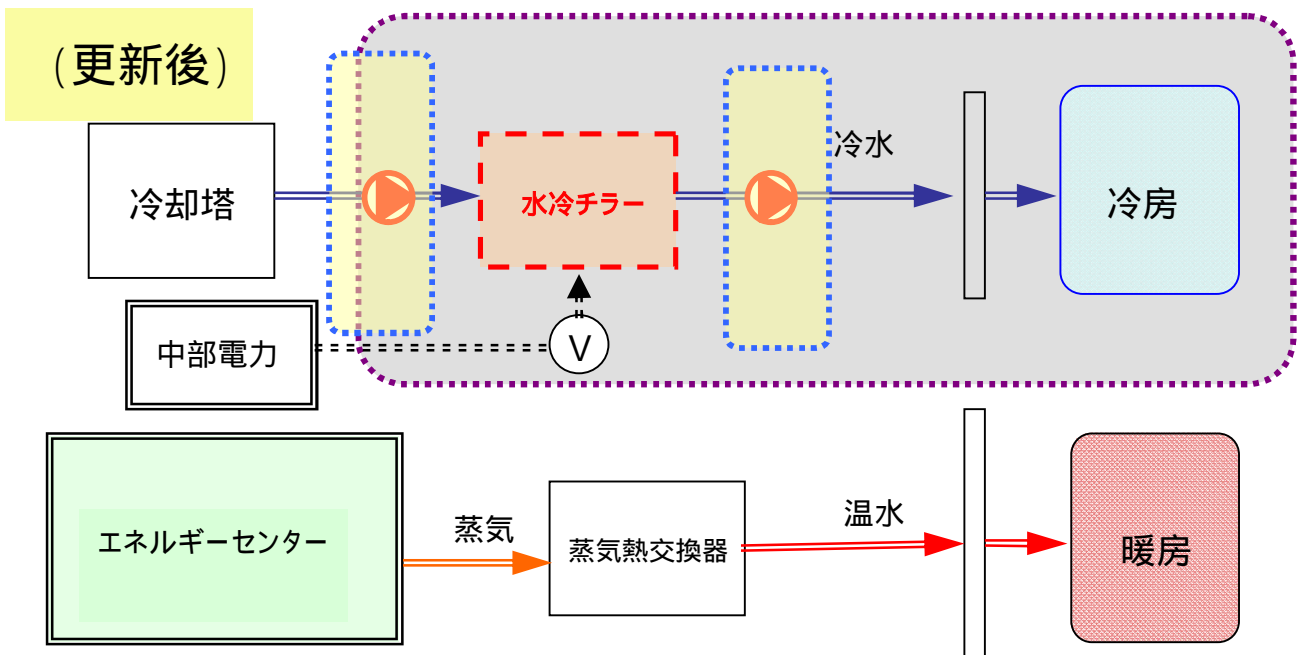 （更新後）
冷却塔
水冷チラー
冷水
冷房
中部電力
V
エネルギーセンター
蒸気
蒸気熱交換器
温水
暖房